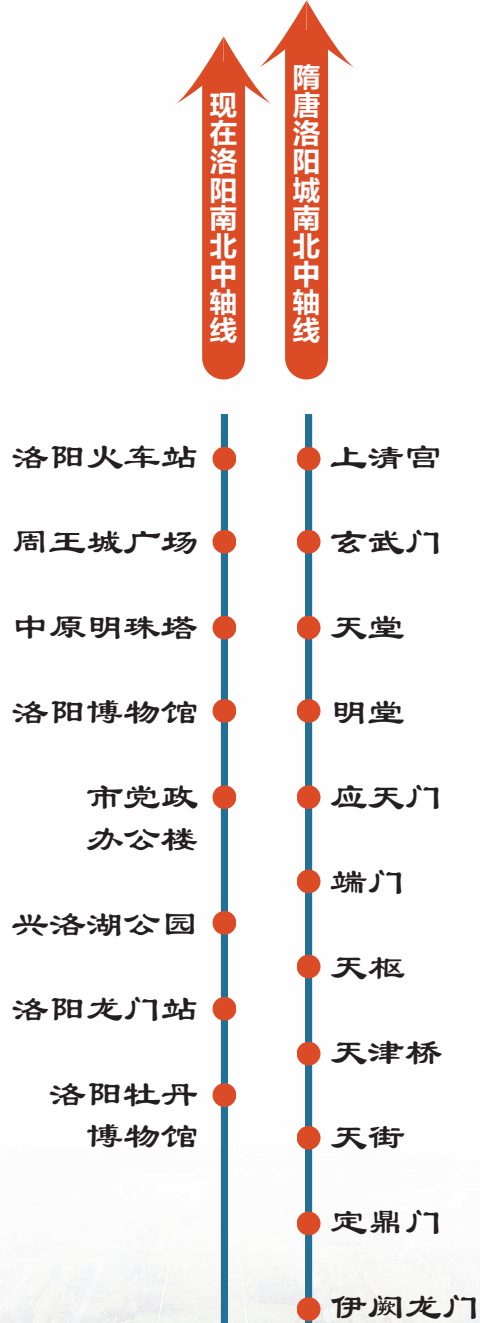 现在洛阳南北中轴线
隋唐洛阳城南北中轴线
洛阳火车站
周王城广场
中原明珠塔
洛阳博物馆
市党政
办公楼
兴洛湖公园
洛阳龙门站
洛阳牡丹
博物馆
上清宫
玄武门
天堂
明堂
应天门
端门
天枢
天津桥
天街
定鼎门
伊阙龙门